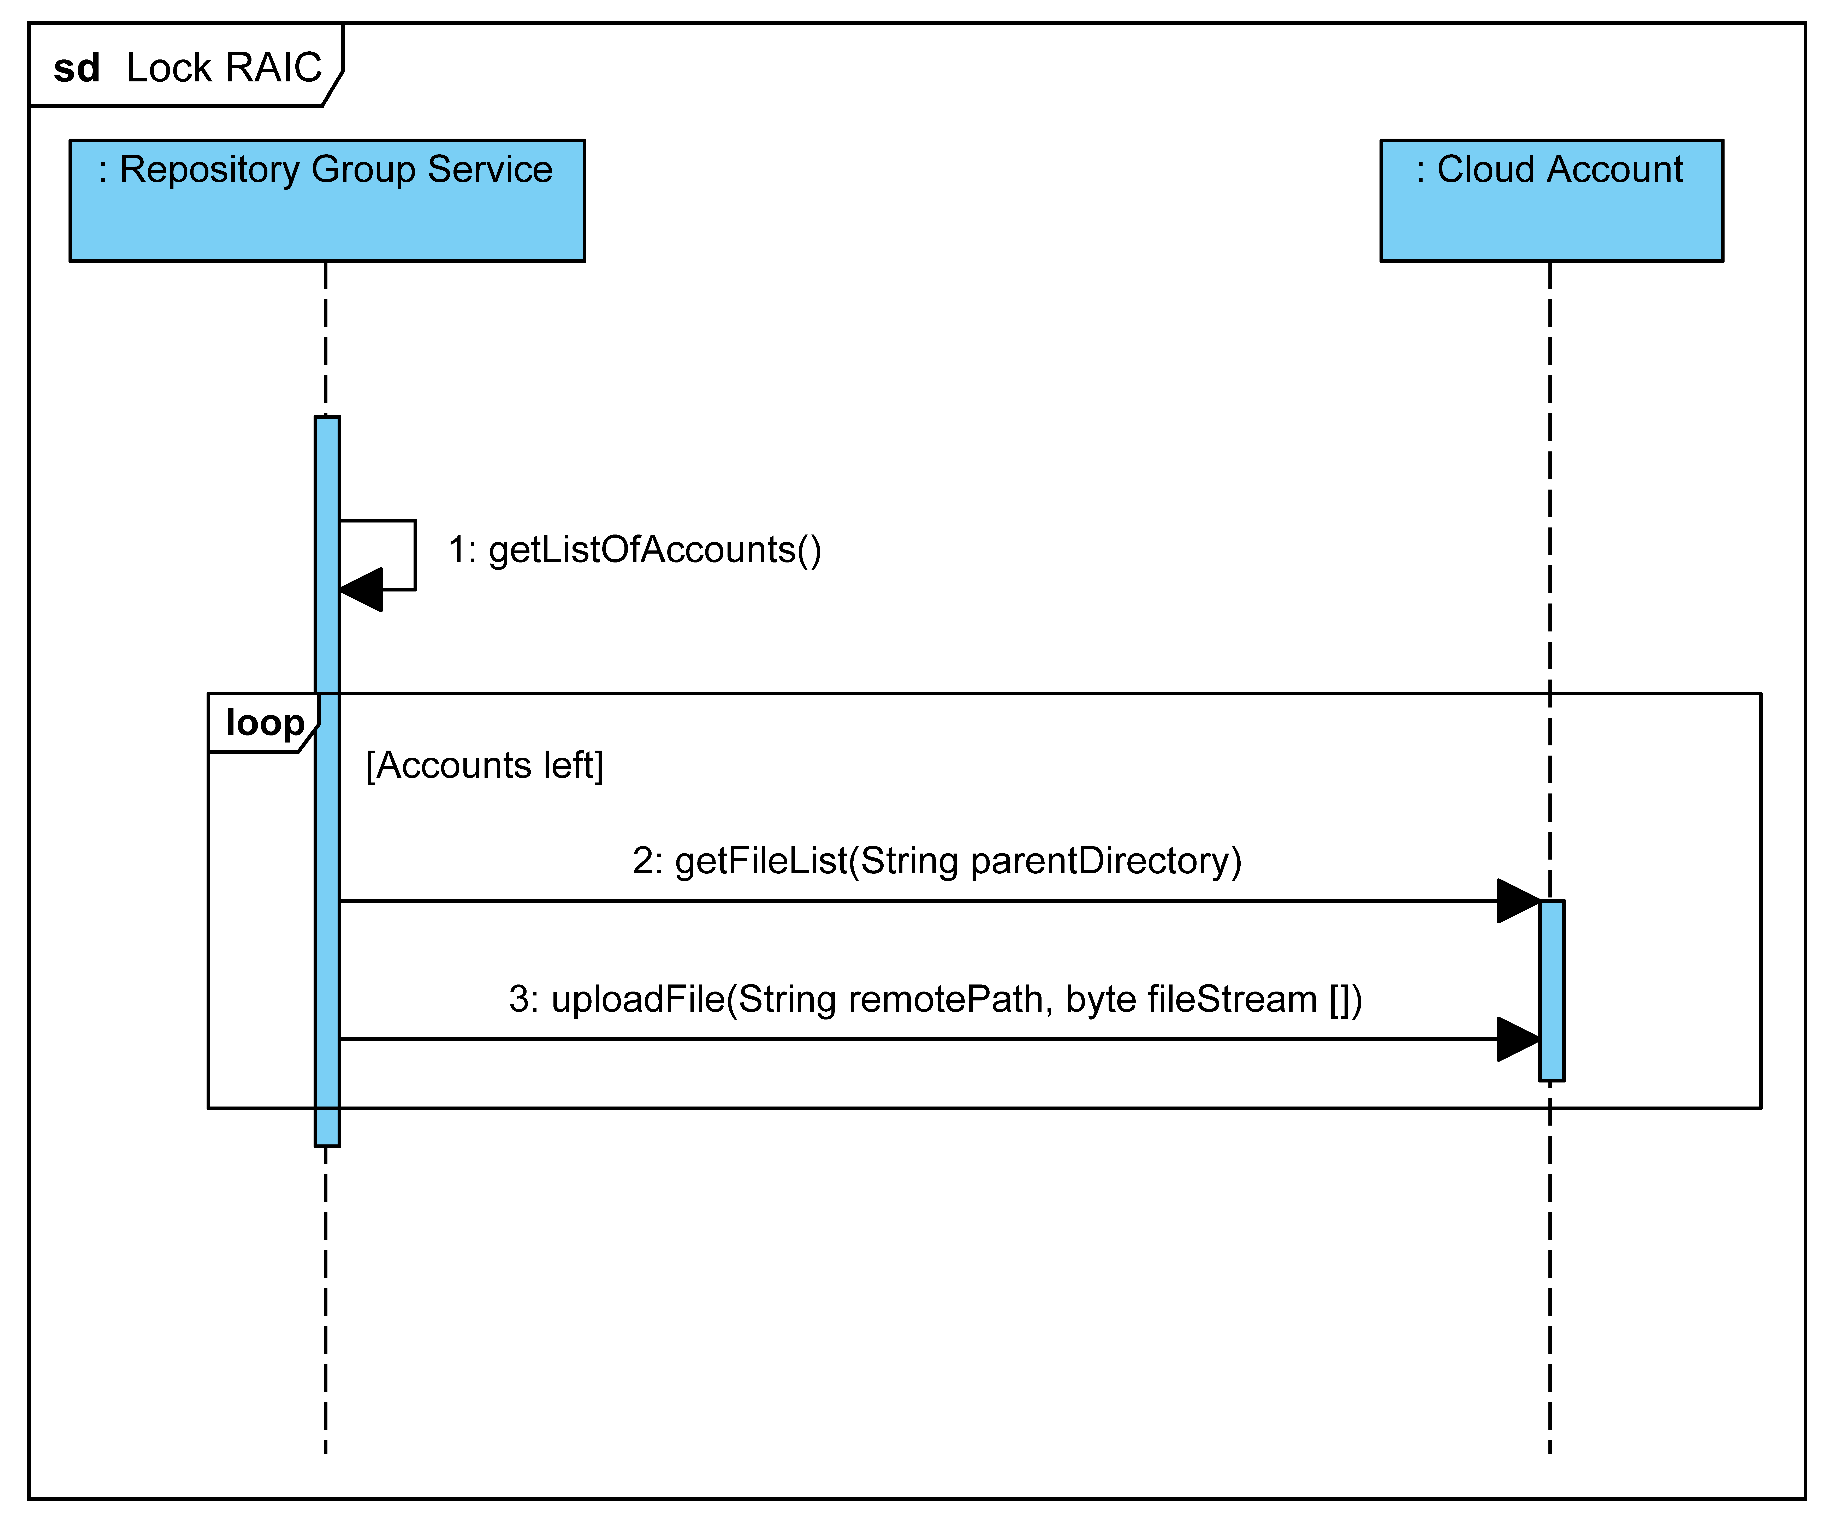 sd Lock RAIC
: Repository Group Service
: Cloud Account
1: getListOfAccounts()
loop
[Accounts left]
2: getFileList(String parentDirectory)
3: uploadFile(String remotePath, byte fileStream [])